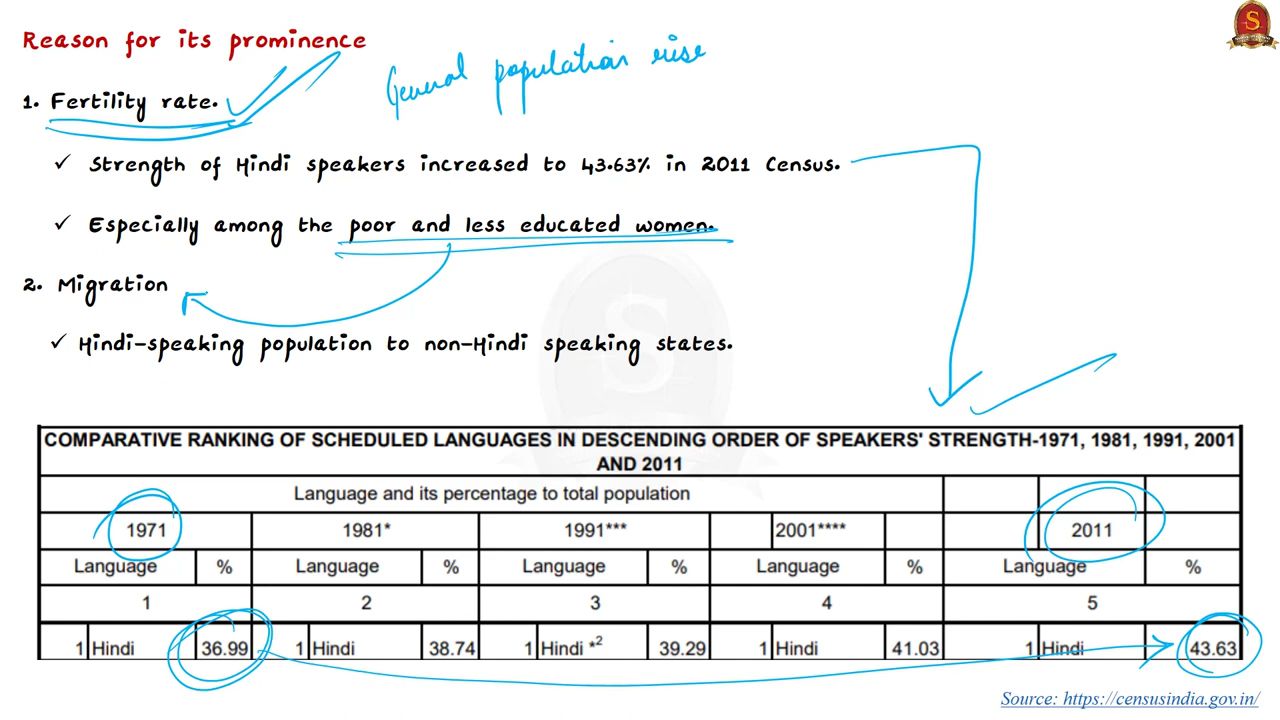 Reason for its prominence
General population rise
1. Fertility rate.
✓ Strength of Hindi speakers increased to 43.63% in 2011 Census.
✓ Especially among the poor and less educated women.
2. Migration
✓ Hindi-speaking population to non-Hindi speaking states.
COMPARATIVE RANKING OF SCHEDULED LANGUAGES IN DESCENDING ORDER OF SPEAKERS' STRENGTH-1971, 1981, 1991, 2001
AND 2011
Language and its percentage to total population
1971 1981* 1991*** 2001**** 2011
Language % Language % Language % Language % Language %
1 2 3 4 5
1 Hindi 36.99 1 Hindi 38.74 1 Hindi *2 39.29 1 Hindi 41.03 1 Hindi 43.63
Source: https://censusindia.gov.in/